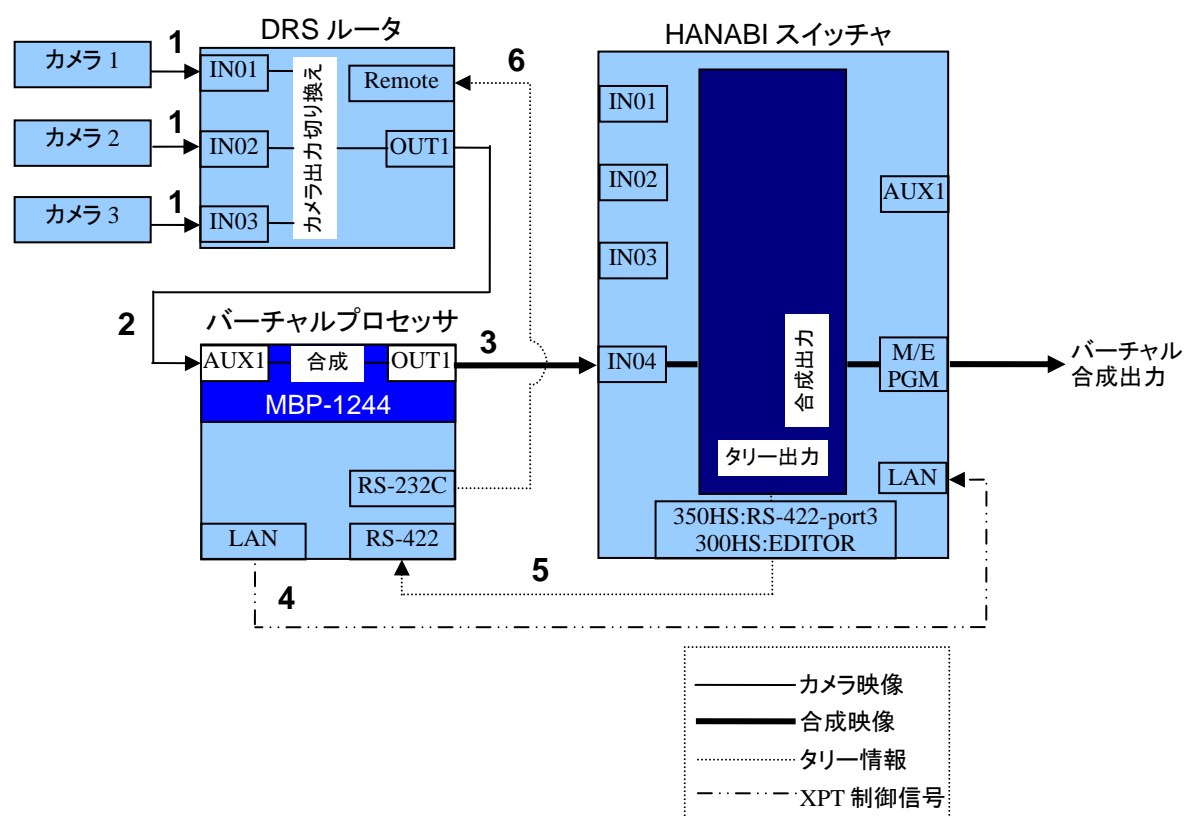 DRS ルータ
HANABI スイッチャ
カメラ 1
1
IN01
Remote
6
カメラ 2
1
IN02
OUT1
カメラ 3
1
IN03
カメラ出力切り換え
IN01
IN02
IN03
AUX1
2
バーチャルプロセッサ
AUX1
合成
OUT1
3
MBP-1244
RS-232C
LAN
RS-422
IN04
合成出力
M/E
PGM
バーチャル
合成出力
タリー出力
LAN
350HS:RS-422-port3
300HS:EDITOR
5
4
カメラ映像
合成映像
タリー情報
XPT 制御信号